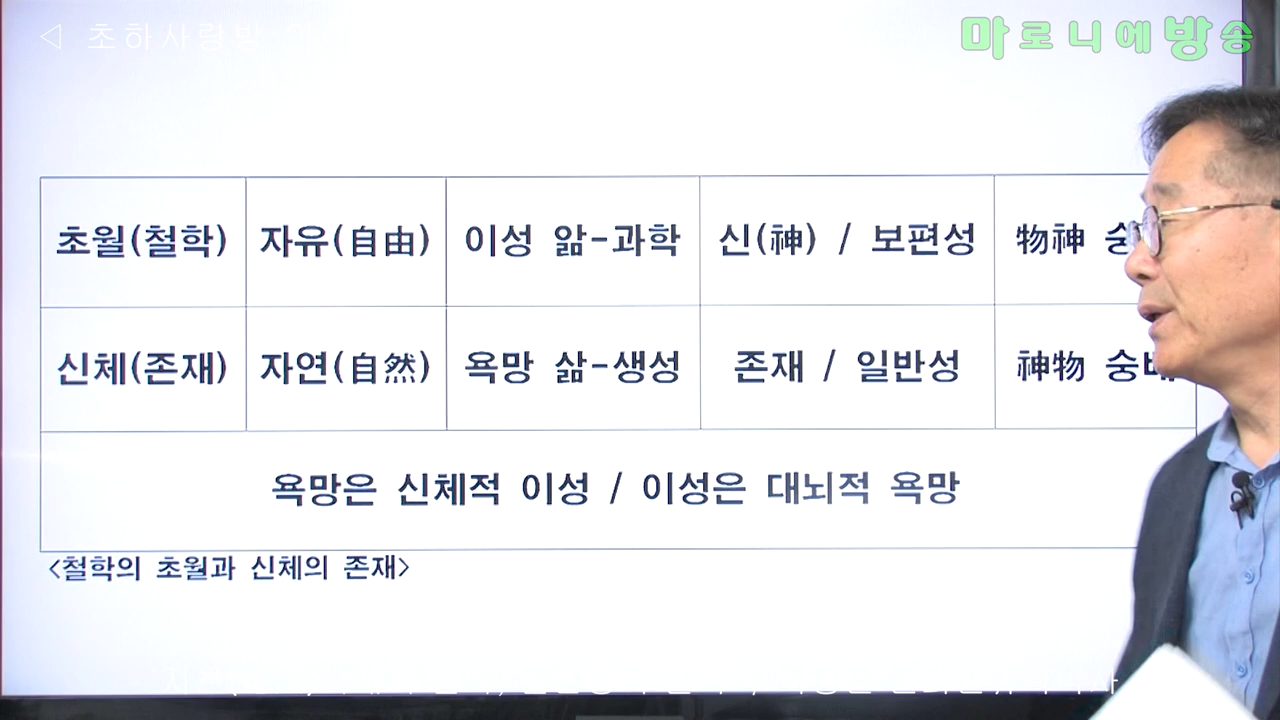 ◁ 초하사랑방
마로니에방송
초월(철학) 자유(自由) 이성 앎-과학 신(神) / 보편성 物神 숭
신체(존재) 자연(自然) 욕망 삶-생성 존재 / 일반성 神物 숭배
욕망은 신체적 이성 / 이성은 대뇌적 욕망
<철학의 초월과 신체의 존재>